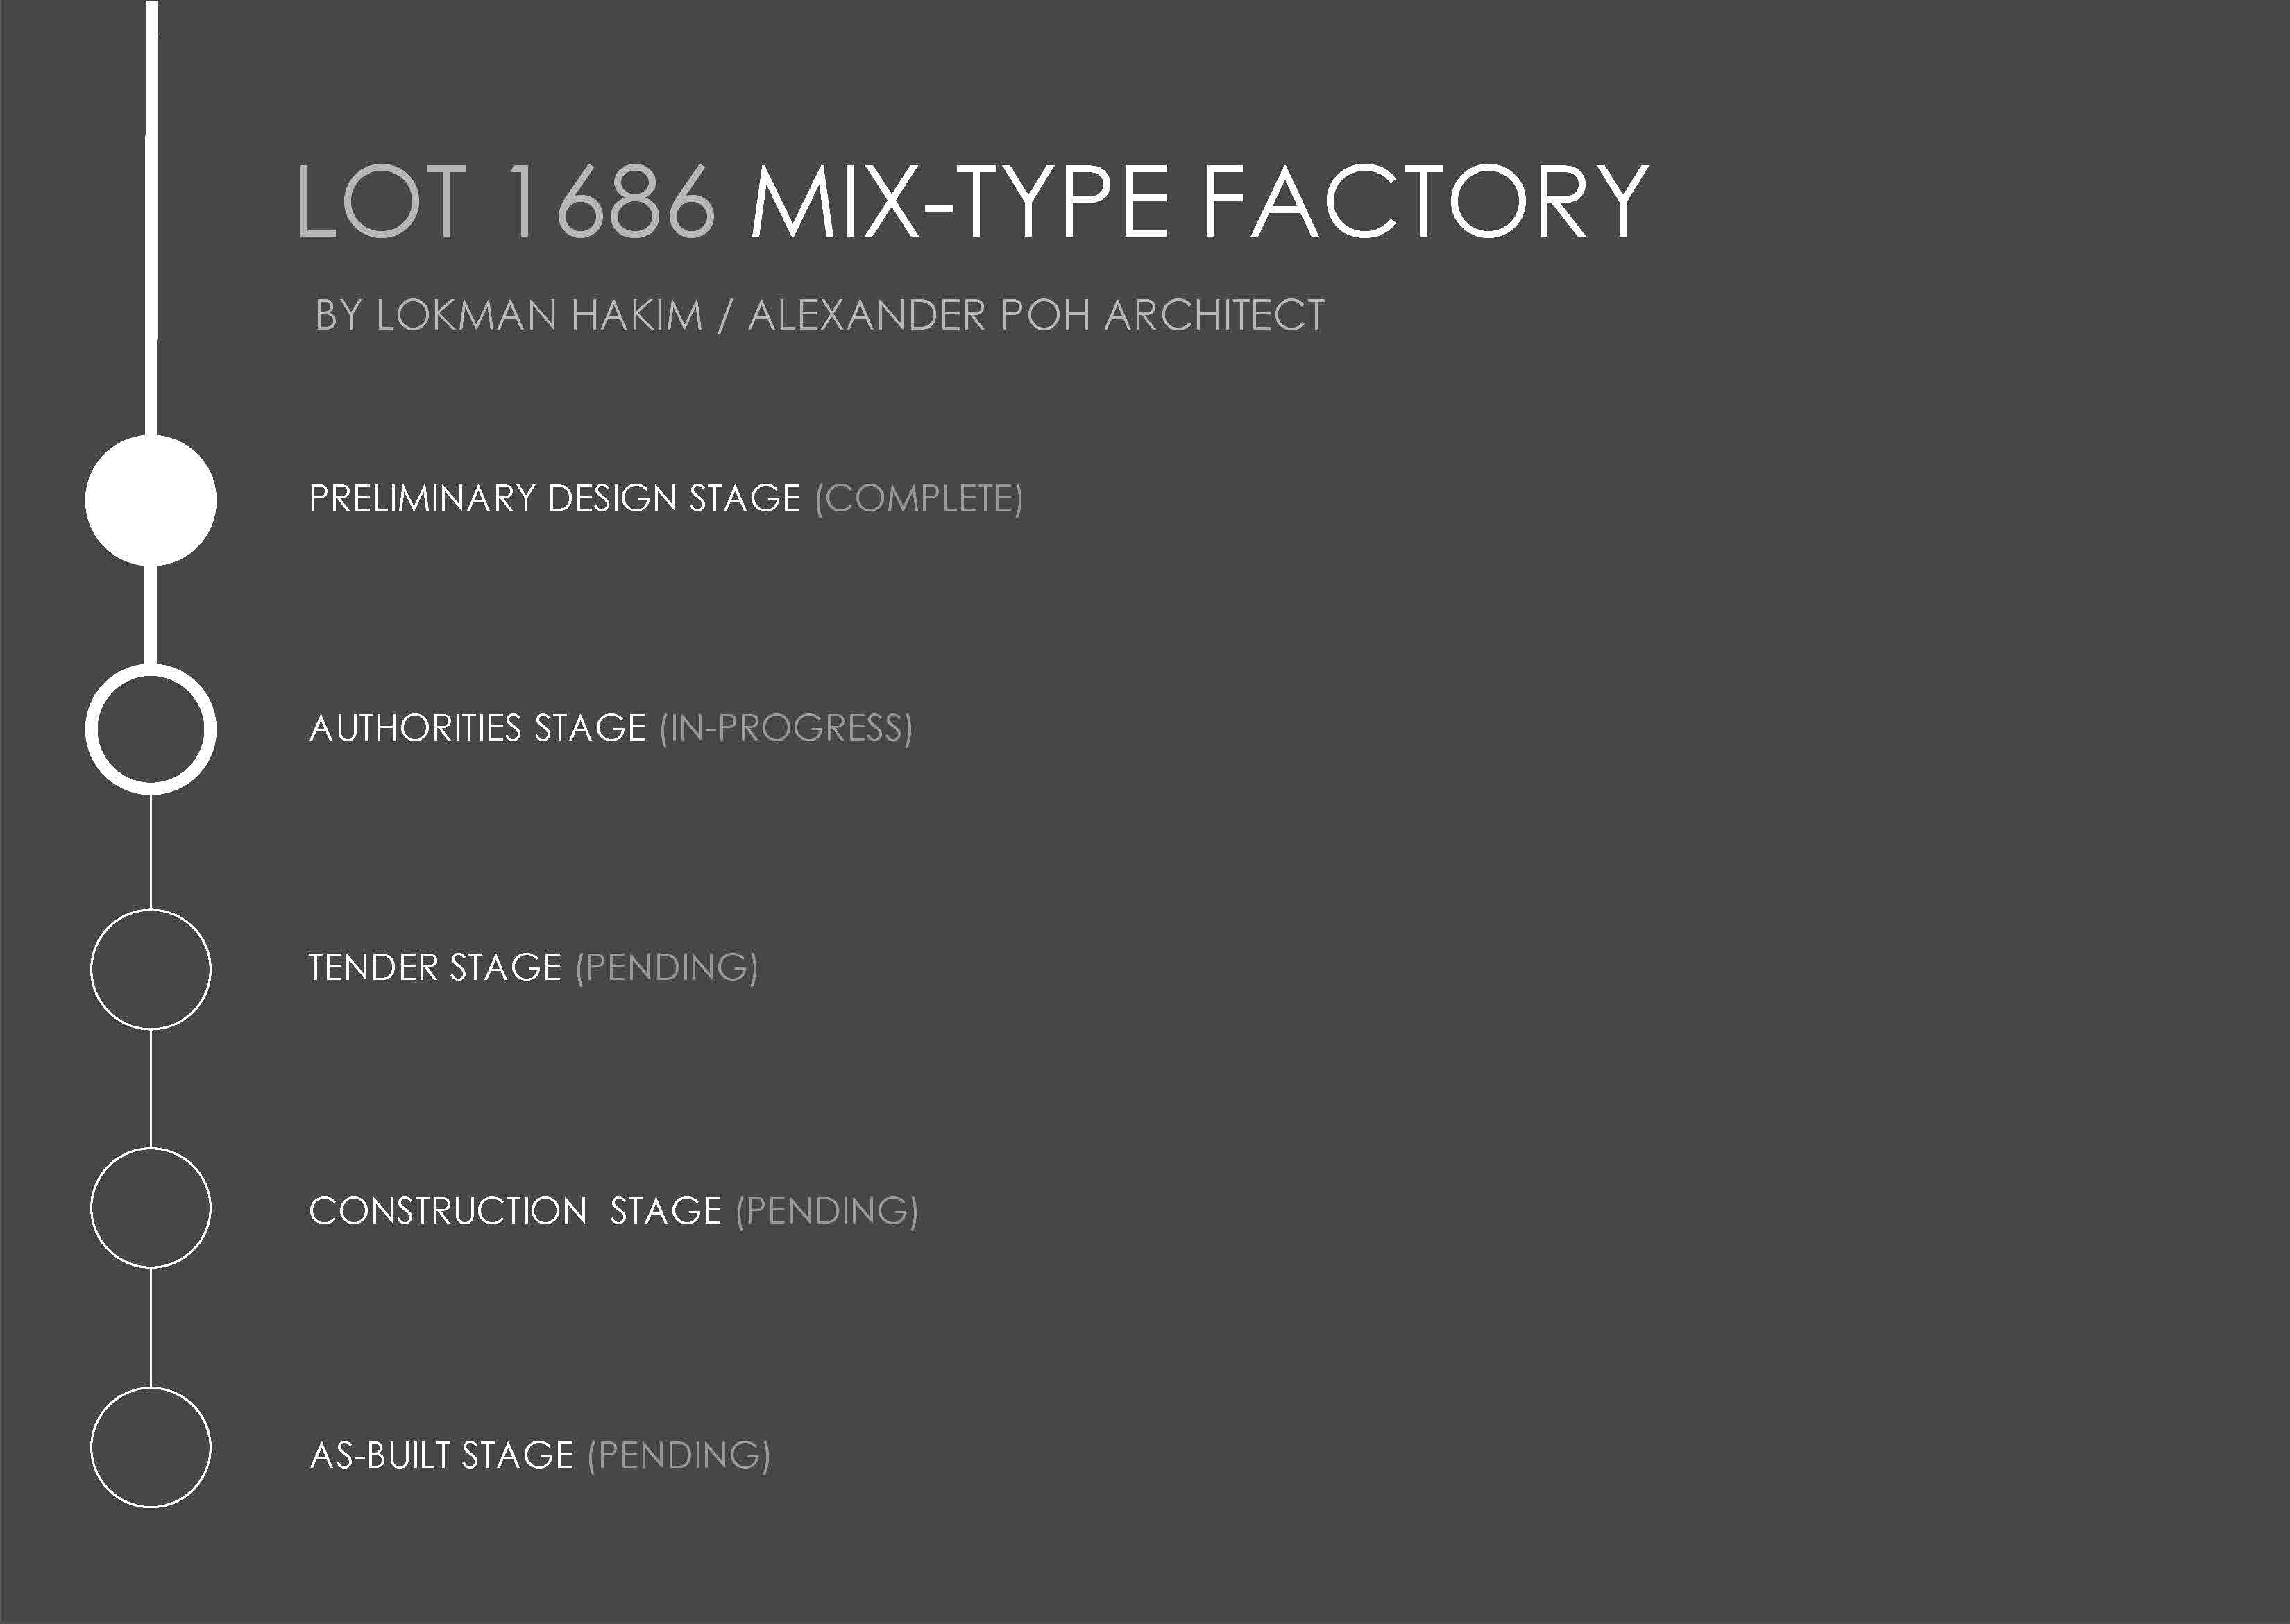 LOT 1686 MIX-TYPE FACTORY
BY LOKMAN HAKIM / ALEXANDER POH ARCHITECT
PRELIMINARY DESIGN STAGE (COMPLETE)
AUTHORITIES STAGE (IN-PROGRESS)
TENDER STAGE (PENDING)
CONSTRUCTION STAGE (PENDING)
AS-BUILT STAGE (PENDING)